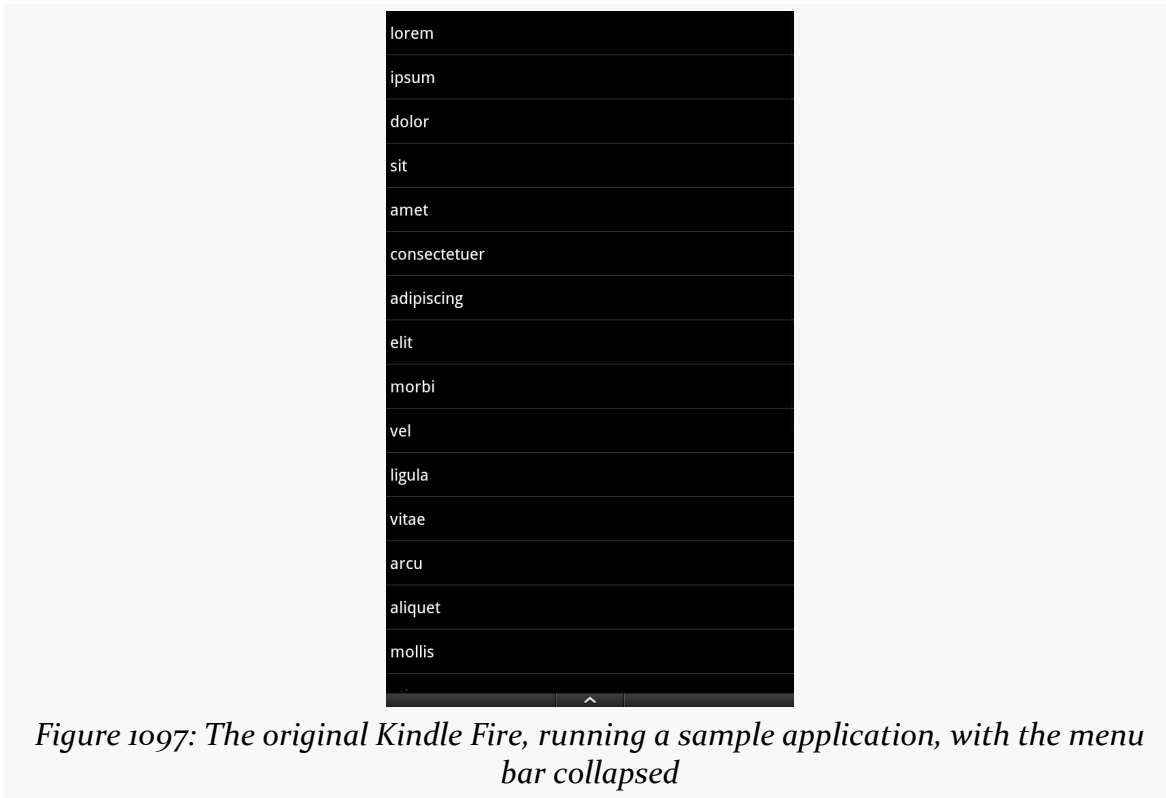 lorem
ipsum
dolor
sit
amet
consectetuer
adipiscing
elit
morbi
vel
ligula
vitae
arcu
aliquet
mollis
Figure 1097: The original Kindle Fire, running a sample application, with the menu
bar collapsed